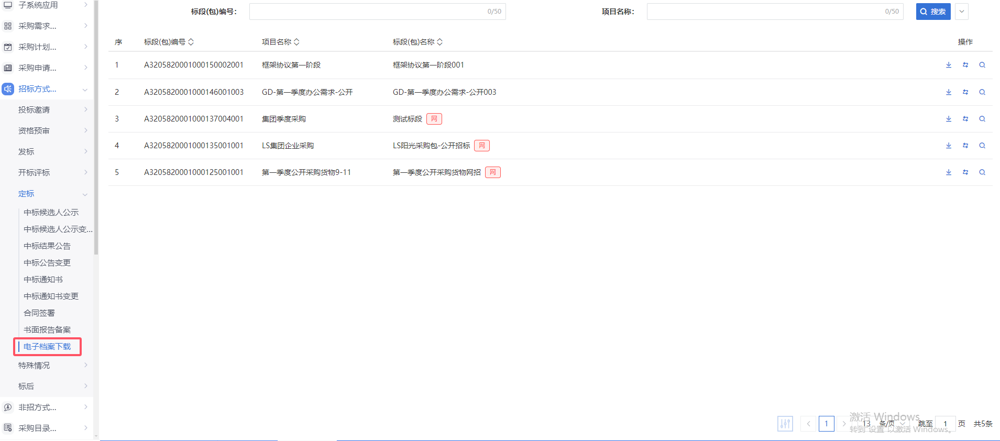 子系统应用
采购需求...
采购计划...
采购申请...
招标方式...
投标邀请
资格预审
发标
开标评标
定标
中标候选人公示
中标候选人公示变...
中标结果公告
中标公告变更
中标通知书
中标通知书变更
合同签署
书面报告备案
电子档案下载
特殊情况
标后
非招方式...
采购目录...
标段(包)编号： 0/50 项目名称： 0/50 搜索
序 标段(包)编号 项目名称 标段(包)名称 操作
1 A3205820001000150002001 框架协议第一阶段 框架协议第一阶段001
2 A3205820001000146001003 GD-第一季度办公需求-公开 GD-第一季度办公需求-公开003
3 A3205820001000137004001 集团季度采购 测试标段 网
4 A3205820001000135001001 LS集团企业采购 LS阳光采购包-公开招标 网
5 A3205820001000125001001 第一季度公开采购货物9-11 第一季度公开采购货物网招 网
1 13 条/页 跳至 1 页 共5条
激活 Windows
转到"设置"以激活 Windows。